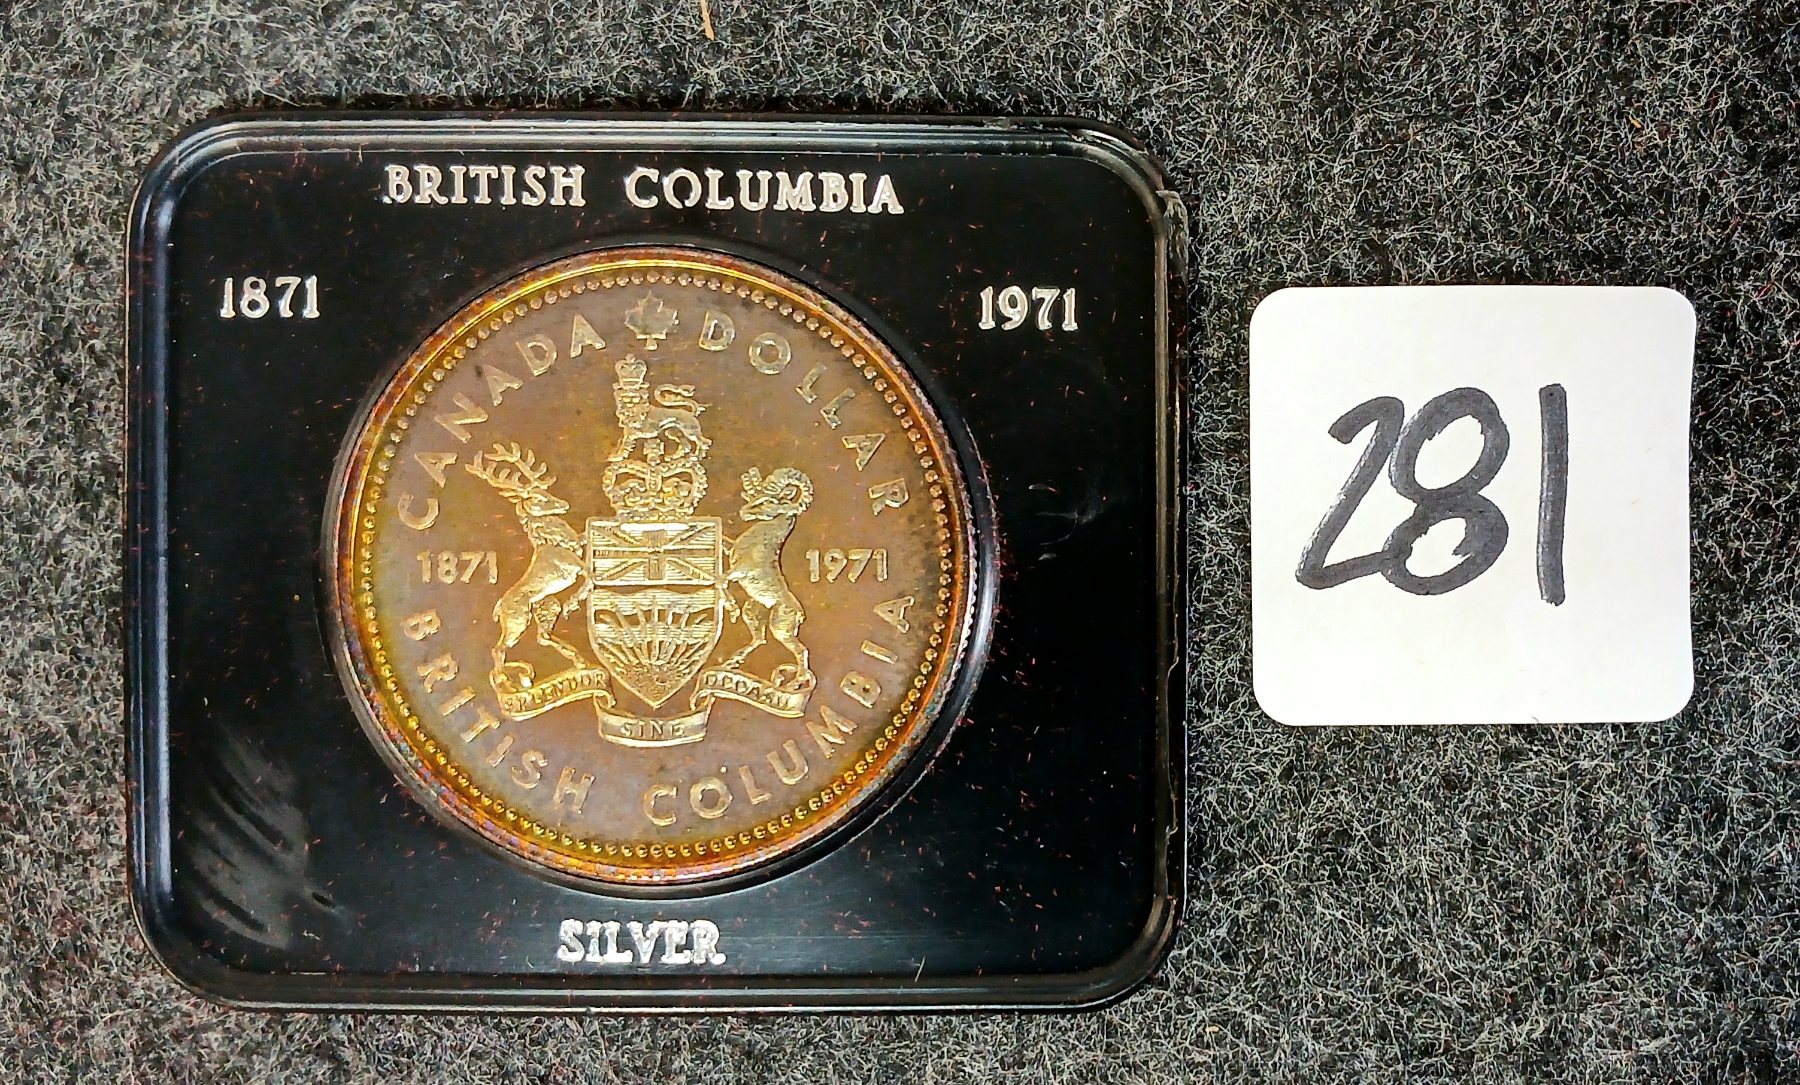 BRITISH COLUMBIA
1871 1971
CANADA DOLLAR
1871 1971
SPLENDOR SINE OCCASU
BRITISH COLUMBIA
SILVER
281